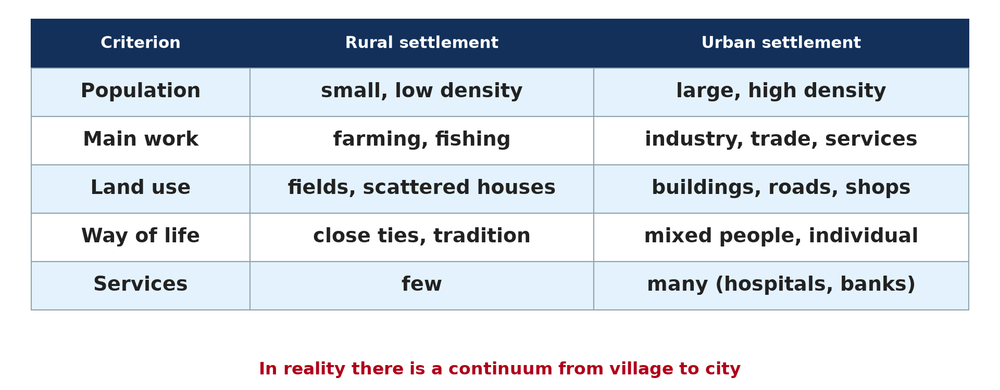 Criterion Rural settlement Urban settlement
Population small, low density large, high density
Main work farming, fishing industry, trade, services
Land use fields, scattered houses buildings, roads, shops
Way of life close ties, tradition mixed people, individual
Services few many (hospitals, banks)
In reality there is a continuum from village to city